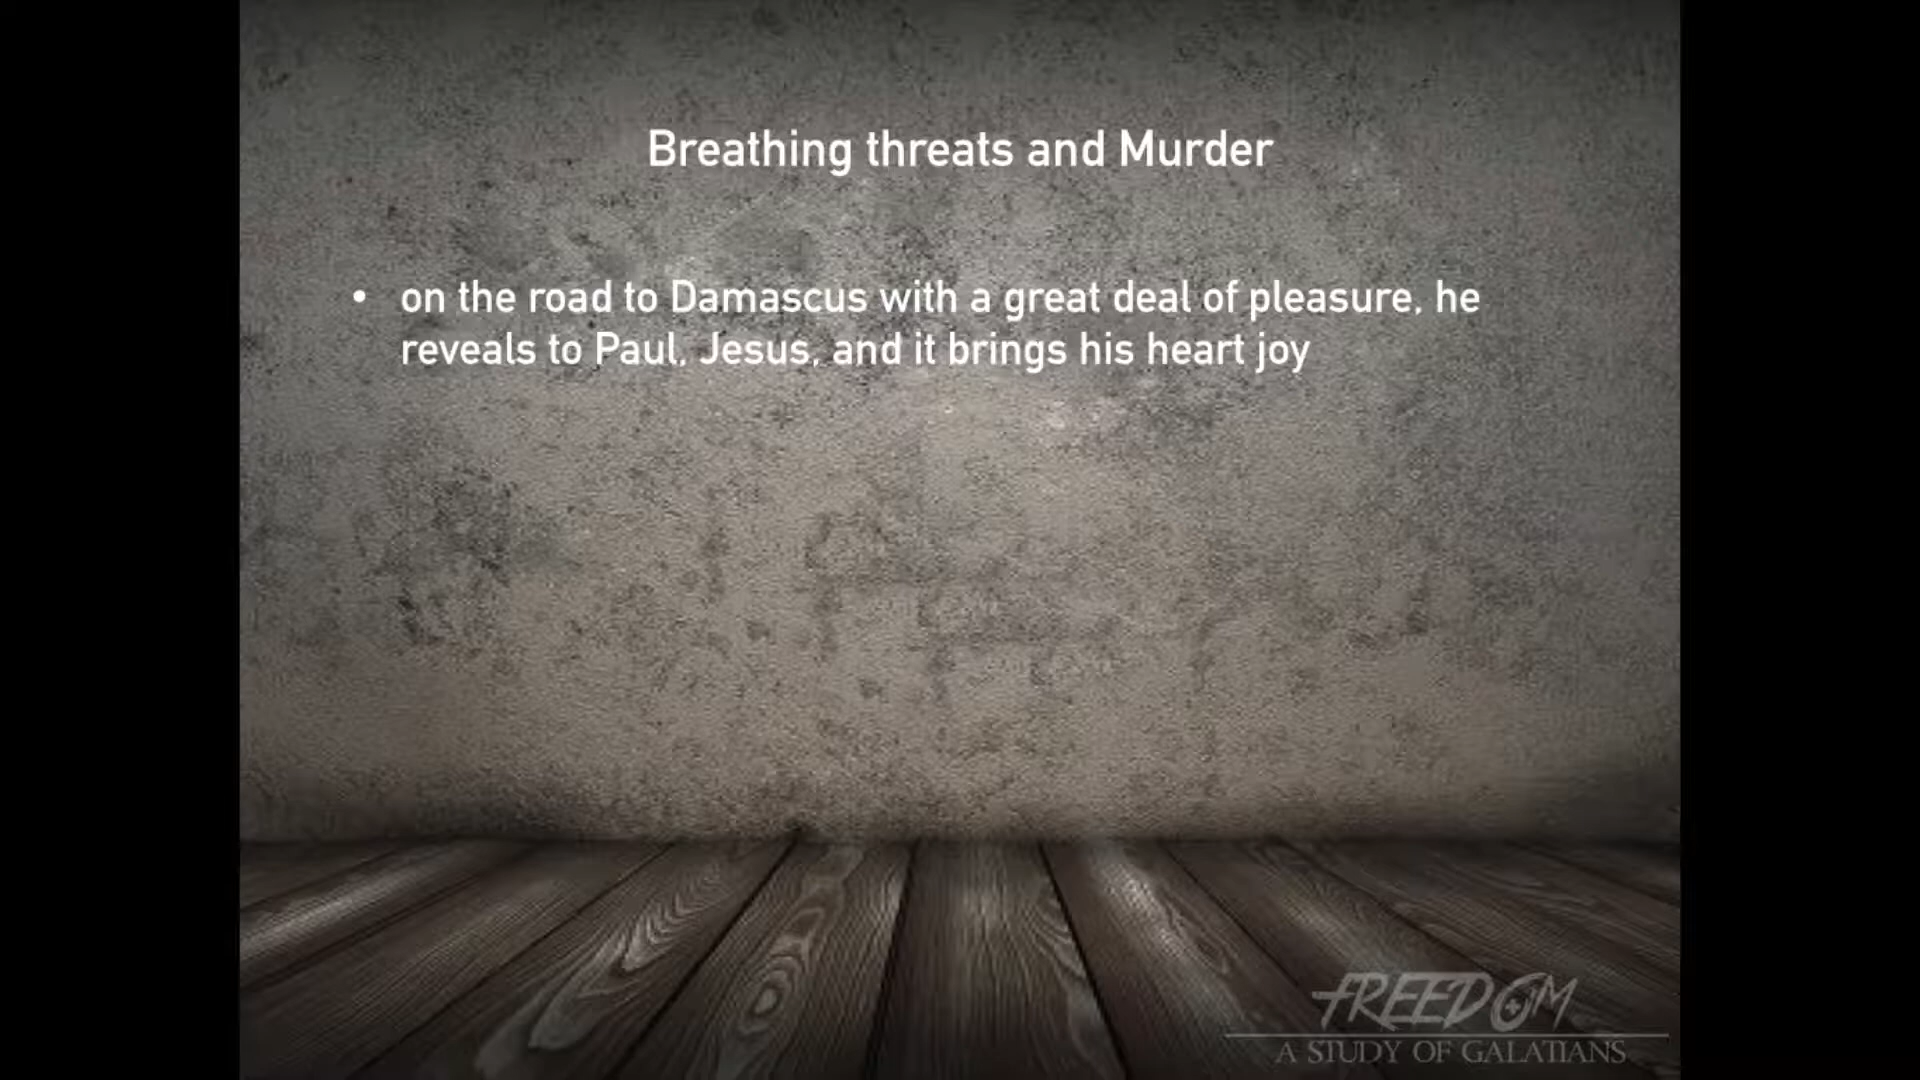 Breathing threats and Murder
• on the road to Damascus with a great deal of pleasure, he
reveals to Paul, Jesus, and it brings his heart joy
FREEDOM
A STUDY OF GALATIANS